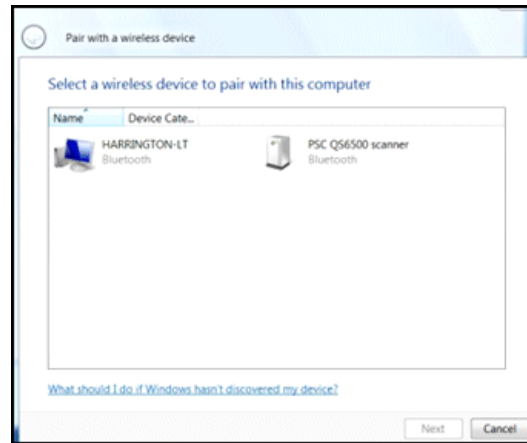 Pair with a wireless device
Select a wireless device to pair with this computer
Name Device Cate...
HARRINGTON-LT PSC QS6500 scanner
Bluetooth Bluetooth
What should I do if Windows hasn't discovered my device?
Next Cancel